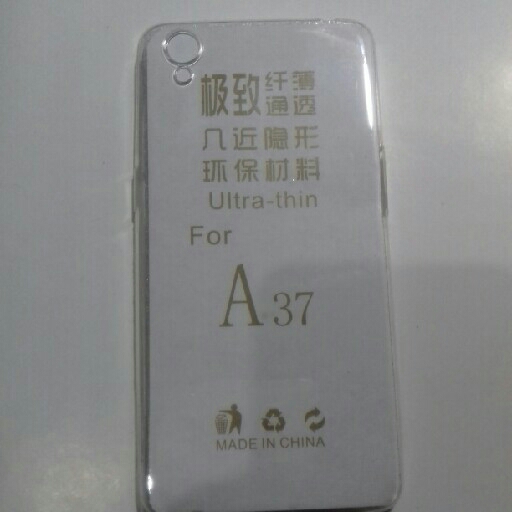 极致纤薄
通透
几近隐形
环保材料
Ultra-thin
For
A37
MADE IN CHINA